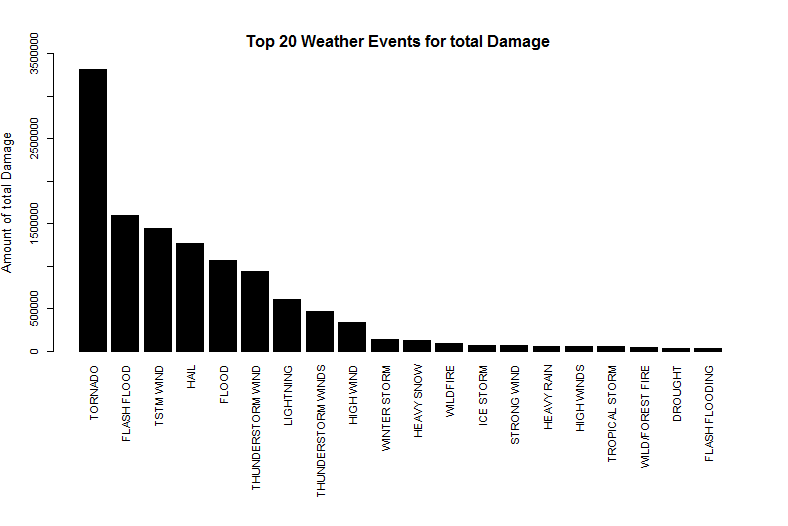 Top 20 Weather Events for total Damage
Amount of total Damage
3500000
2500000
1500000
500000
0
TORNADO
FLASH FLOOD
TSTM WIND
HAIL
FLOOD
THUNDERSTORM WIND
LIGHTNING
THUNDERSTORM WINDS
HIGH WIND
WINTER STORM
HEAVY SNOW
WILDFIRE
ICE STORM
STRONG WIND
HEAVY RAIN
HIGH WINDS
TROPICAL STORM
WILD/FOREST FIRE
DROUGHT
FLASH FLOODING